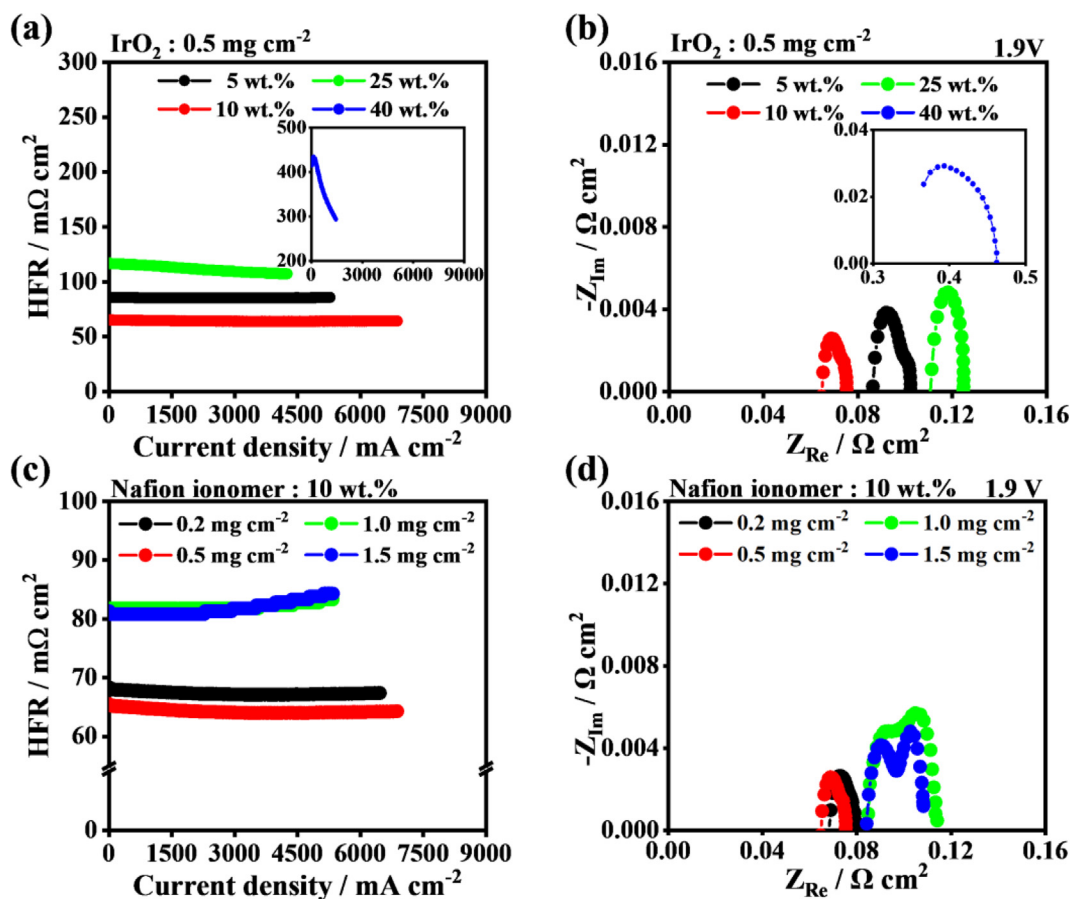 (a)
IrO₂ : 0.5 mg cm⁻²
5 wt.% 25 wt.%
10 wt.% 40 wt.%
300
250
200
150
100
50
0
HFR / mΩ cm²
500
400
300
200
0 3000 6000 9000
0 1500 3000 4500 6000 7500 9000
Current density / mA cm⁻²
(b)
IrO₂ : 0.5 mg cm⁻² 1.9V
5 wt.% 25 wt.%
10 wt.% 40 wt.%
0.016
0.012
0.008
0.004
0.000
-Z_Im / Ω cm²
0.04
0.02
0.00
0.3 0.4 0.5
0.00 0.04 0.08 0.12 0.16
Z_Re / Ω cm²
(c)
Nafion ionomer : 10 wt.%
0.2 mg cm⁻² 1.0 mg cm⁻²
0.5 mg cm⁻² 1.5 mg cm⁻²
100
90
80
70
60
0
HFR / mΩ cm²
0 1500 3000 4500 6000 7500 9000
Current density / mA cm⁻²
(d)
Nafion ionomer : 10 wt.% 1.9 V
0.2 mg cm⁻² 1.0 mg cm⁻²
0.5 mg cm⁻² 1.5 mg cm⁻²
0.016
0.012
0.008
0.004
0.000
-Z_Im / Ω cm²
0.00 0.04 0.08 0.12 0.16
Z_Re / Ω cm²